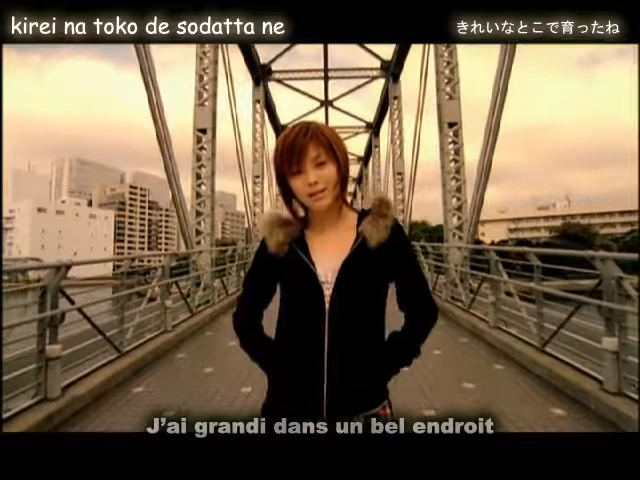 kirei na toko de sodatta ne
きれいなとこで育ったね
J'ai grandi dans un bel endroit